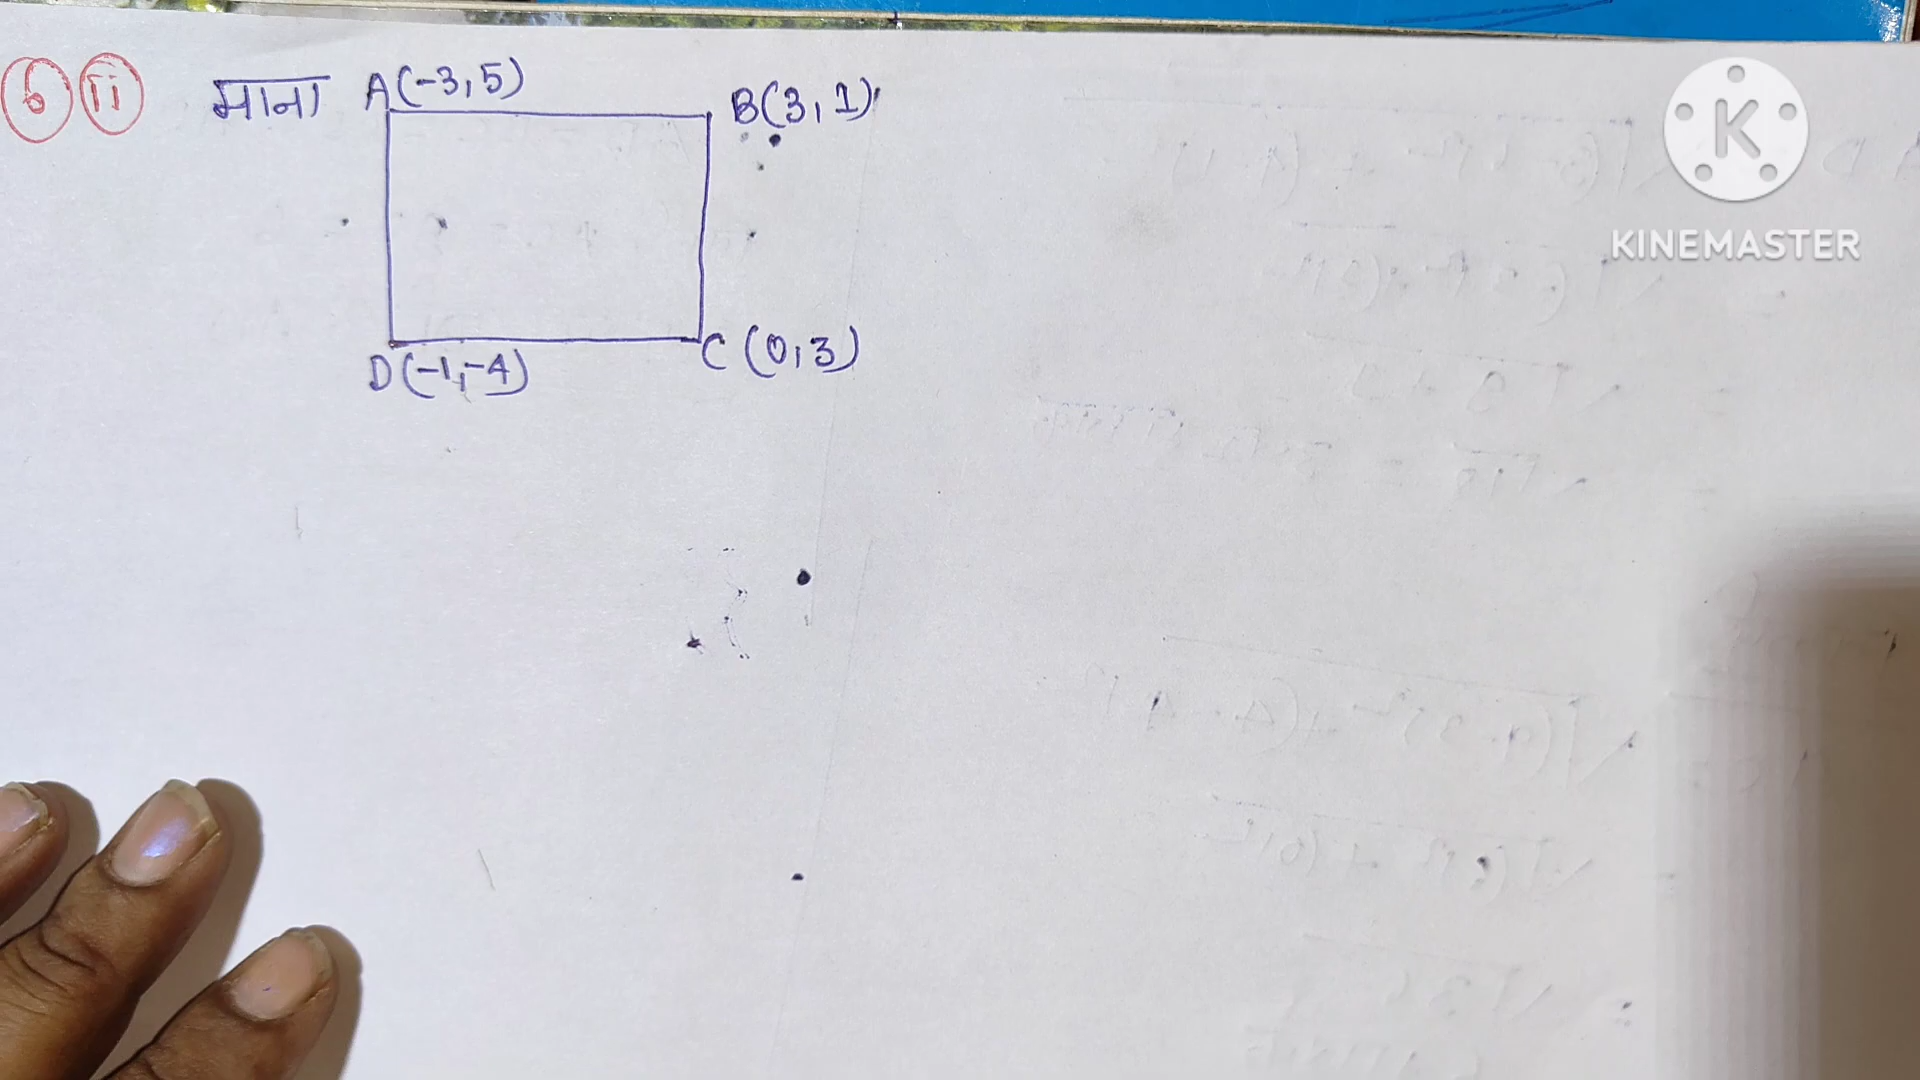 6 ii माना A(-3,5) B(3,1)
D(-1,-4) C(0,3)
K
KINEMASTER